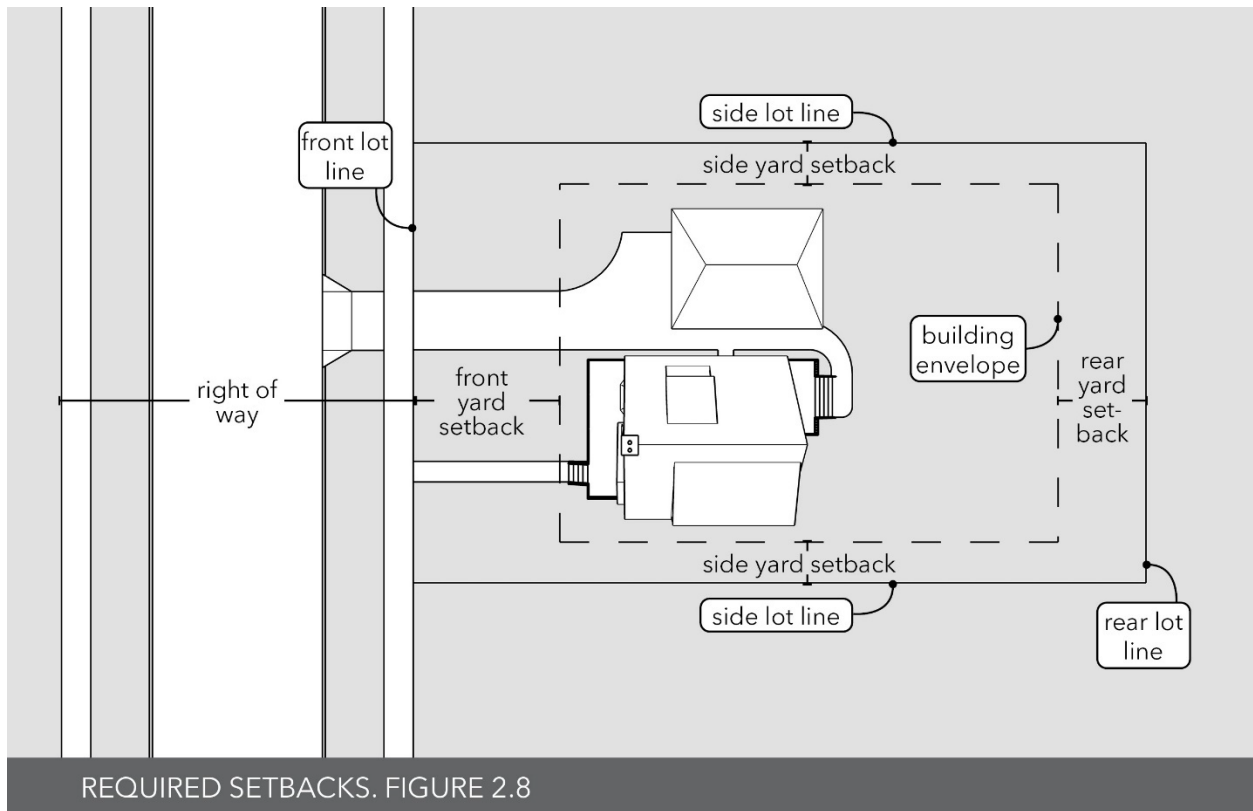 side lot line
front lot
line
side yard setback
building
envelope
right of
way
front
yard
setback
rear
yard
set-
back
side yard setback
side lot line
rear lot
line
REQUIRED SETBACKS. FIGURE 2.8